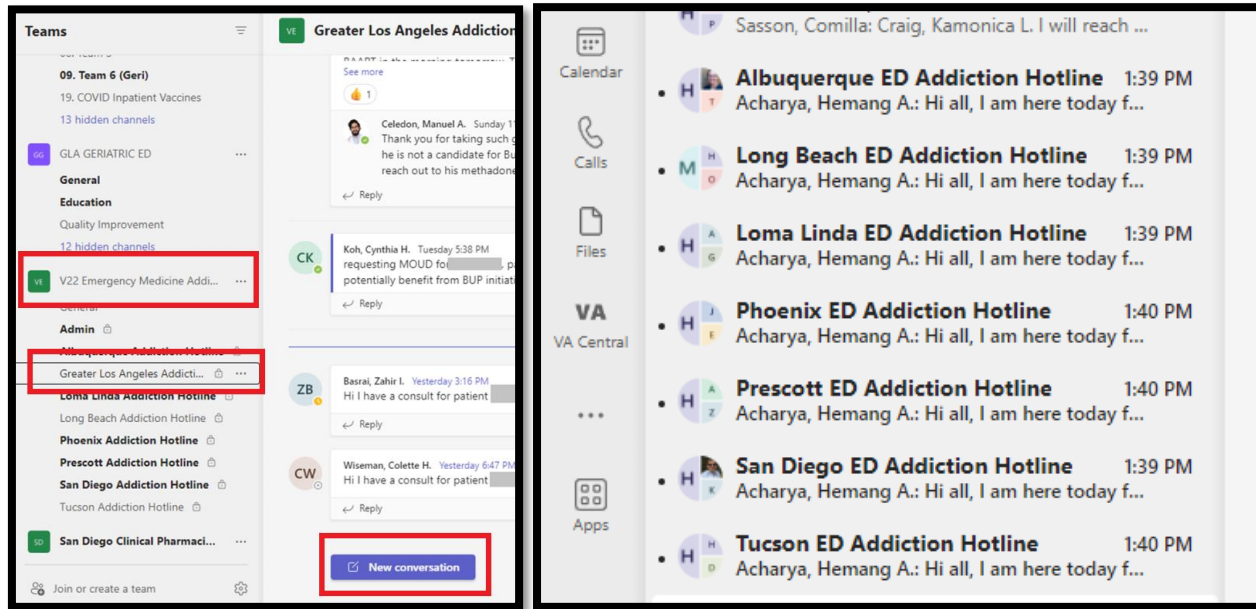 Teams
09. Team 6 (Geri)
19. COVID Inpatient Vaccines
13 hidden channels
GG GLA GERIATRIC ED ...
General
Education
Quality Improvement
12 hidden channels
VE V22 Emergency Medicine Addi... ...
General
Admin
Albuquerque Addiction Hotline
Greater Los Angeles Addicti... ...
Loma Linda Addiction Hotline
Long Beach Addiction Hotline
Phoenix Addiction Hotline
Prescott Addiction Hotline
San Diego Addiction Hotline
Tucson Addiction Hotline
SD San Diego Clinical Pharmaci... ...
Join or create a team
VE Greater Los Angeles Addiction
BAART in the morning tomorrow. T
See more
1
Celedon, Manuel A. Sunday 1
Thank you for taking such
he is not a candidate for Bu
reach out to his methadone
Reply
CK Koh, Cynthia H. Tuesday 5:38 PM
requesting MOUD for
potentially benefit from BUP initiati
Reply
ZB Basrai, Zahir I. Yesterday 3:16 PM
Hi I have a consult for patient
Reply
CW Wiseman, Colette H. Yesterday 6:47 PM
Hi I have a consult for patient
Reply
New conversation
Calendar
Calls
Files
VA
VA Central
...
Apps
H P
Sasson, Comilla: Craig, Kamonica L. I will reach ...
H T Albuquerque ED Addiction Hotline 1:39 PM
Acharya, Hemang A.: Hi all, I am here today f...
M H O Long Beach ED Addiction Hotline 1:39 PM
Acharya, Hemang A.: Hi all, I am here today f...
H A G Loma Linda ED Addiction Hotline 1:39 PM
Acharya, Hemang A.: Hi all, I am here today f...
H J E Phoenix ED Addiction Hotline 1:40 PM
Acharya, Hemang A.: Hi all, I am here today f...
H A Z Prescott ED Addiction Hotline 1:40 PM
Acharya, Hemang A.: Hi all, I am here today f...
H K San Diego ED Addiction Hotline 1:39 PM
Acharya, Hemang A.: Hi all, I am here today f...
H H D Tucson ED Addiction Hotline 1:40 PM
Acharya, Hemang A.: Hi all, I am here today f...